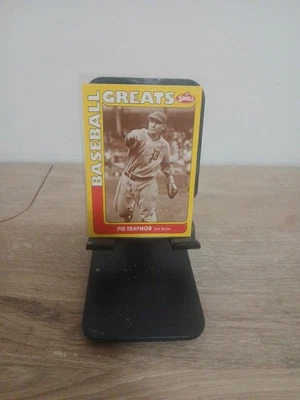 BASEBALL
GREATS
SWELL
P
PIE TRAYNOR